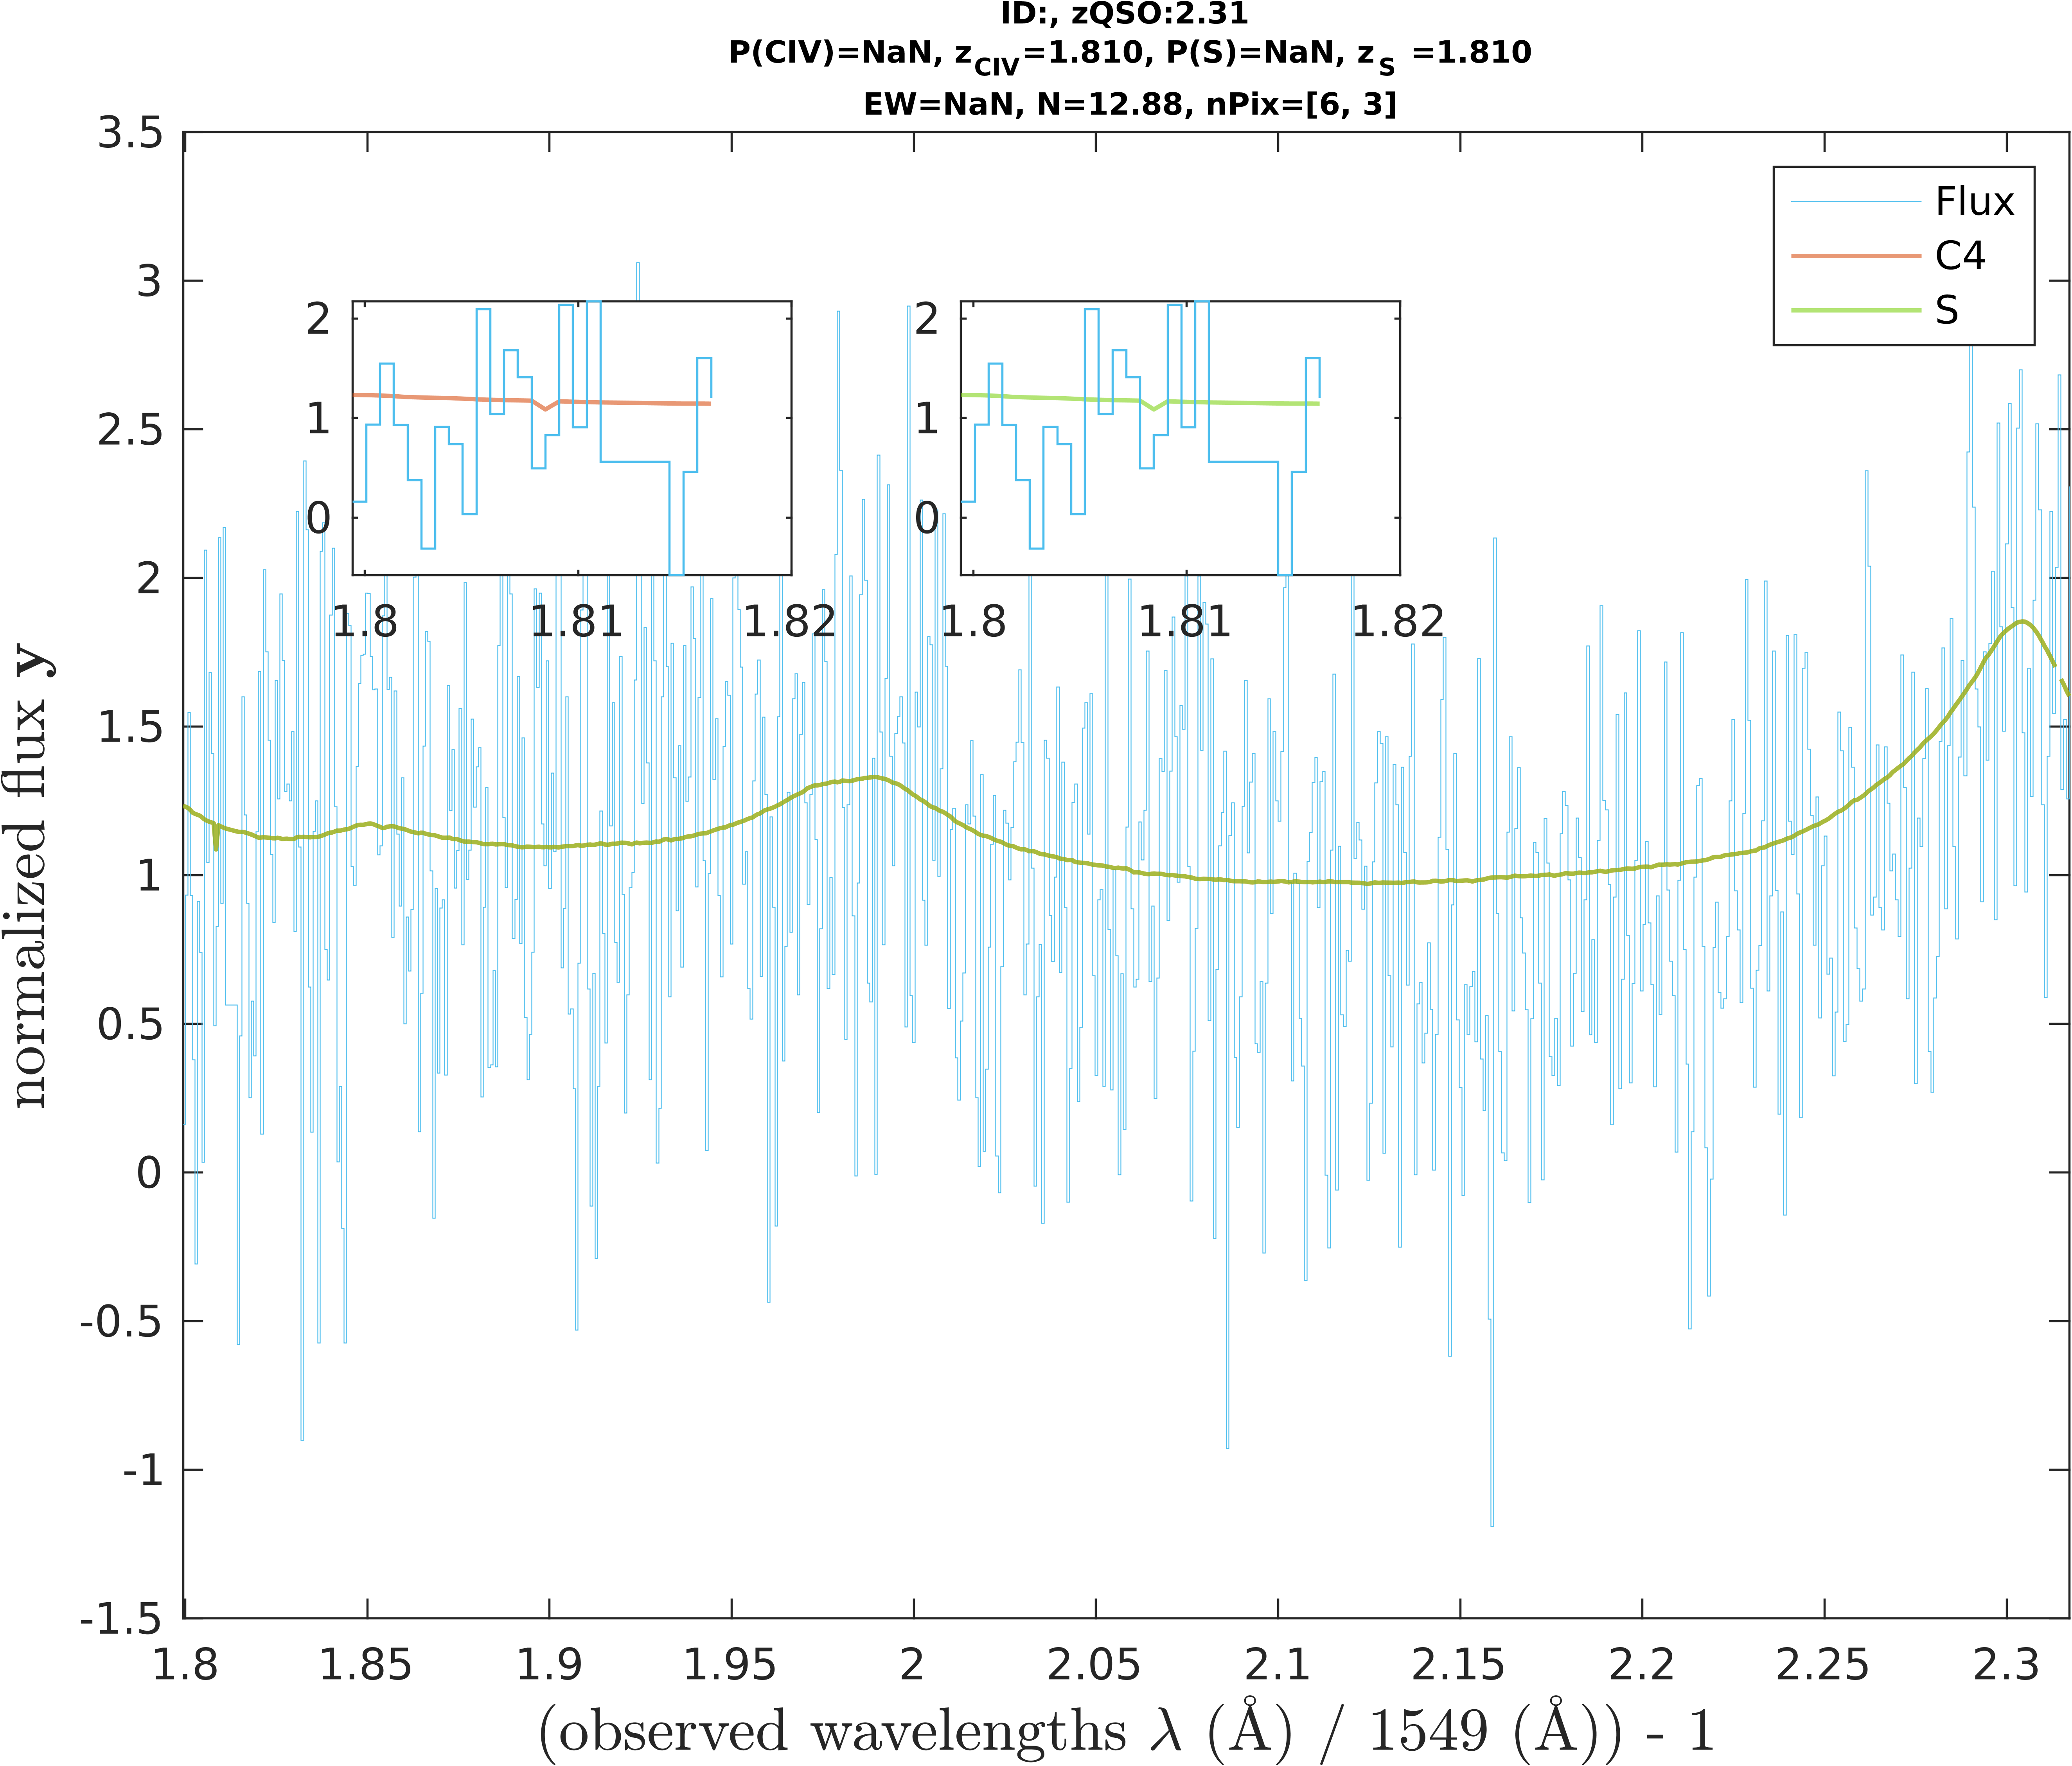 ID:, zQSO:2.31
P(CIV)=NaN, zCIV=1.810, P(S)=NaN, zS =1.810
EW=NaN, N=12.88, nPix=[6, 3]
3.5
3
2.5
2
1.5
1
0.5
0
-0.5
-1
-1.5
normalized flux y
Flux
C4
S
2
1
0
1.8 1.81 1.82
2
1
0
1.8 1.81 1.82
1.8 1.85 1.9 1.95 2 2.05 2.1 2.15 2.2 2.25 2.3
(observed wavelengths λ (Å) / 1549 (Å)) - 1